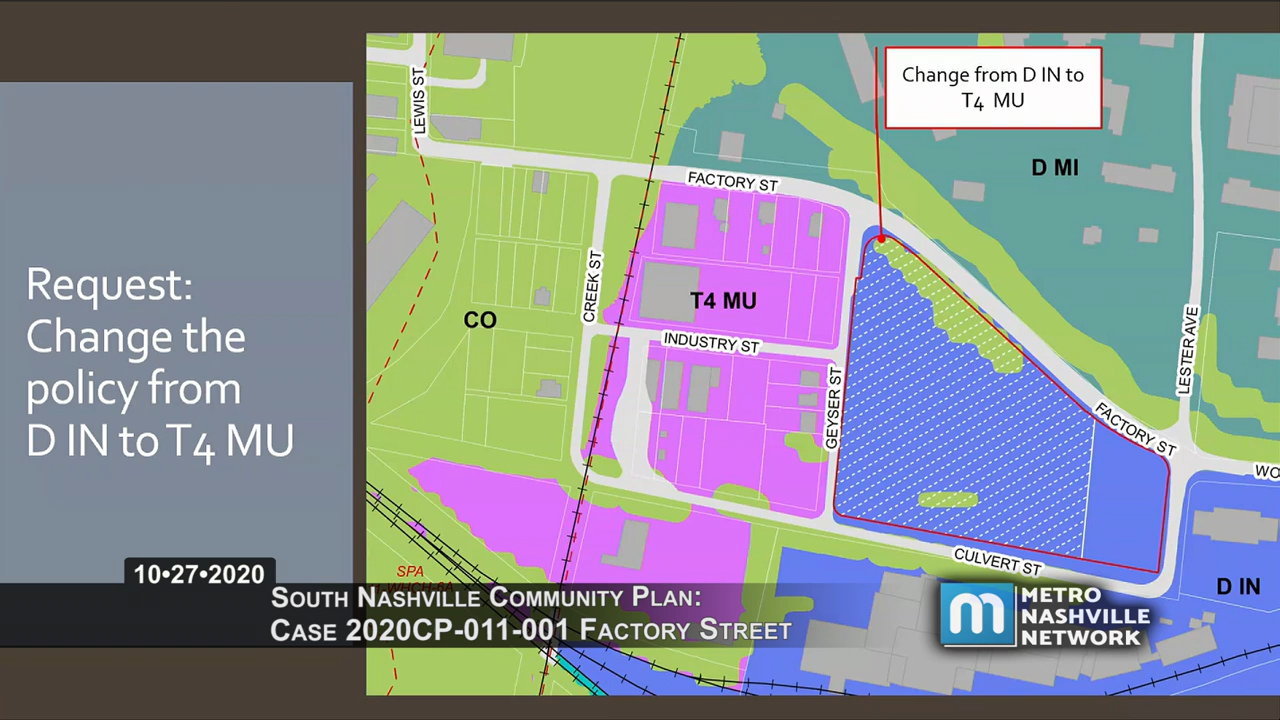 Request:
Change the
policy from
D IN to T4 MU
Change from D IN to
T4 MU
LEWIS ST
FACTORY ST
D MI
CREEK ST
T4 MU
CO
INDUSTRY ST
GEYSER ST
LESTER AVE
FACTORY ST
WO
CULVERT ST
D IN
SPA
10•27•2020
SOUTH NASHVILLE COMMUNITY PLAN:
CASE 2020CP-011-001 FACTORY STREET
m
METRO
NASHVILLE
NETWORK